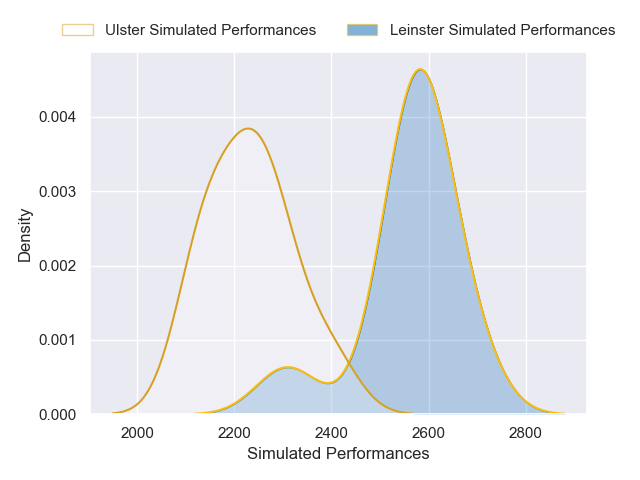 Ulster Simulated Performances Leinster Simulated Performances
0.004
0.003
0.002
0.001
0.000
Density
2000 2200 2400 2600 2800
Simulated Performances